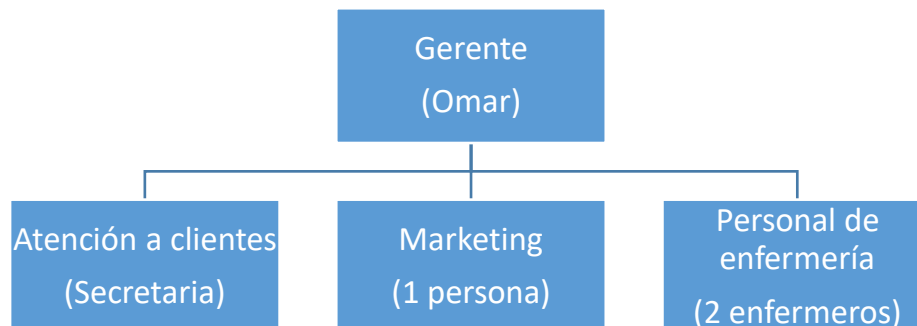 Gerente
(Omar)
Atención a clientes
(Secretaria)
Marketing
(1 persona)
Personal de
enfermería
(2 enfermeros)